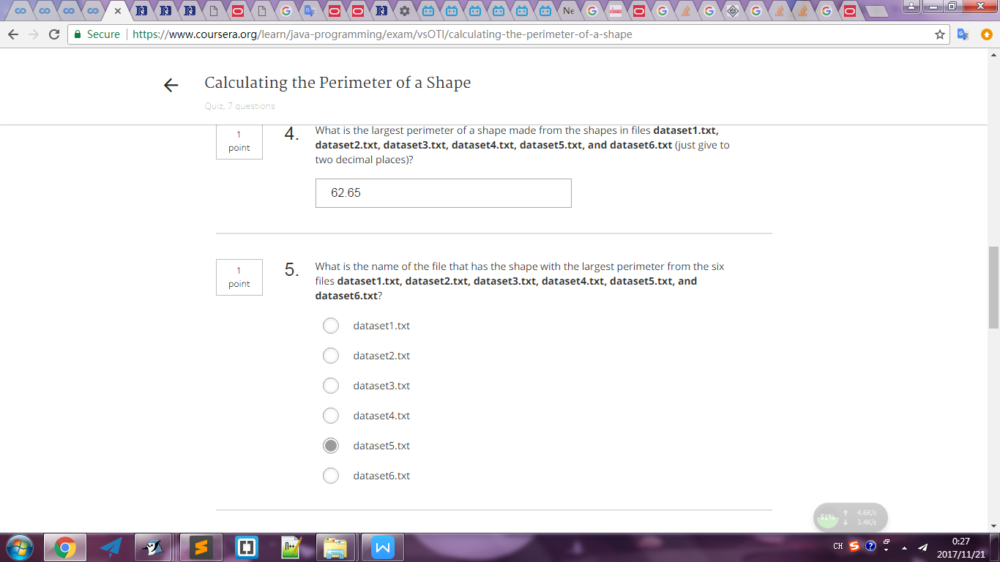 Ne
Secure | https://www.coursera.org/learn/java-programming/exam/vsOTI/calculating-the-perimeter-of-a-shape
Calculating the Perimeter of a Shape
Quiz, 7 questions
1
point
4.
What is the largest perimeter of a shape made from the shapes in files dataset1.txt,
dataset2.txt, dataset3.txt, dataset4.txt, dataset5.txt, and dataset6.txt (just give to
two decimal places)?
62.65
1
point
5.
What is the name of the file that has the shape with the largest perimeter from the six
files dataset1.txt, dataset2.txt, dataset3.txt, dataset4.txt, dataset5.txt, and
dataset6.txt?
dataset1.txt
dataset2.txt
dataset3.txt
dataset4.txt
dataset5.txt
dataset6.txt
51%
4.6K/s
3.4K/s
CH
0:27
2017/11/21